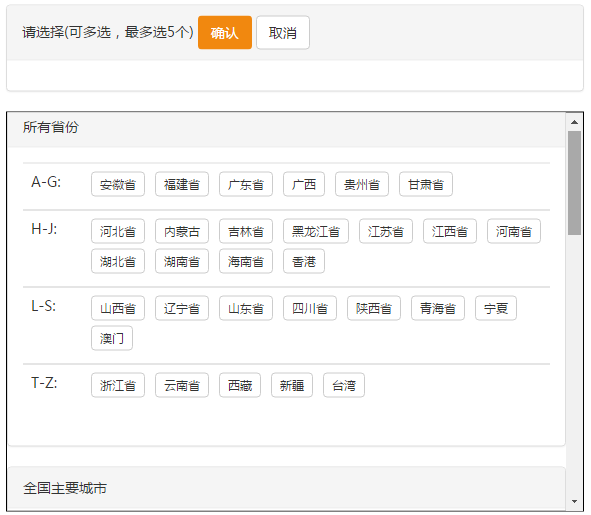 请选择(可多选，最多选5个) 确认 取消
所有省份
A-G: 安徽省 福建省 广东省 广西 贵州省 甘肃省
H-J: 河北省 内蒙古 吉林省 黑龙江省 江苏省 江西省 河南省
湖北省 湖南省 海南省 香港
L-S: 山西省 辽宁省 山东省 四川省 陕西省 青海省 宁夏
澳门
T-Z: 浙江省 云南省 西藏 新疆 台湾
全国主要城市